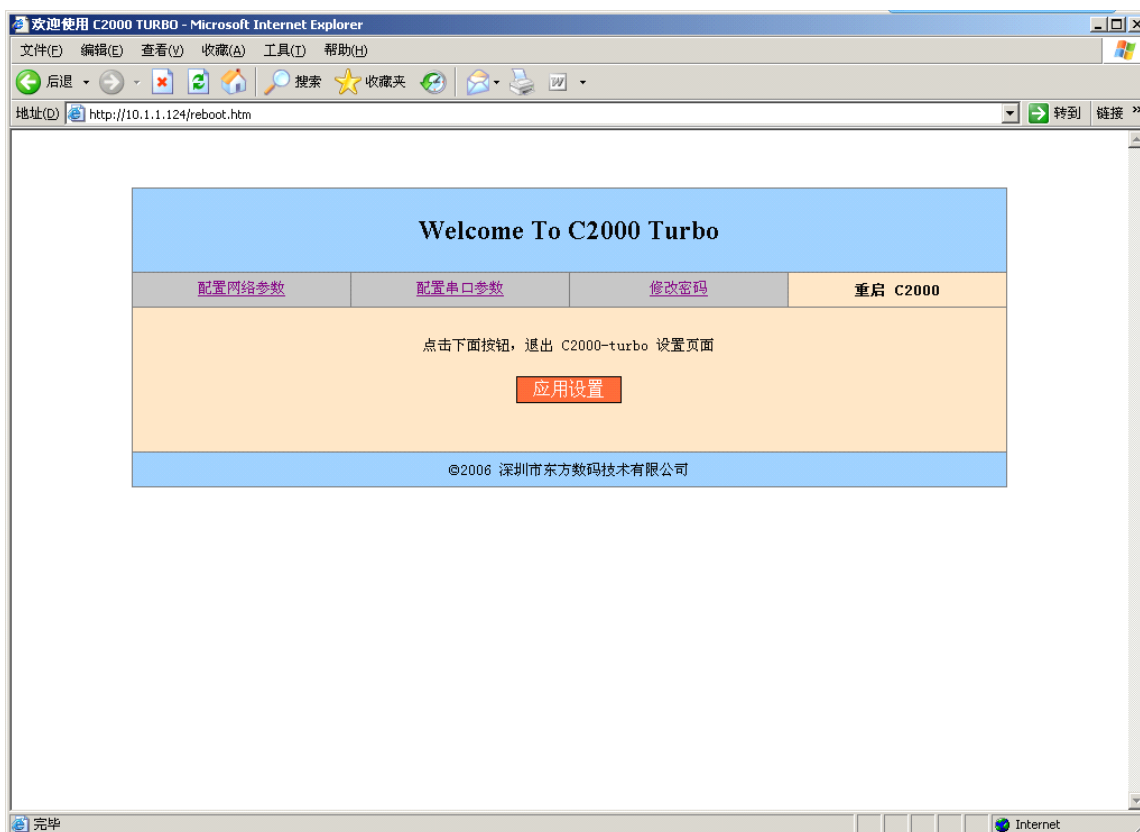 欢迎使用 C2000 TURBO - Microsoft Internet Explorer
文件(F) 编辑(E) 查看(V) 收藏(A) 工具(T) 帮助(H)
后退 搜索 收藏夹
地址(D) http://10.1.1.124/reboot.htm 转到 链接 »
Welcome To C2000 Turbo
配置网络参数 配置串口参数 修改密码 重启 C2000
点击下面按钮，退出 C2000-turbo 设置页面
应用设置
©2006 深圳市东方数码技术有限公司
完毕 Internet